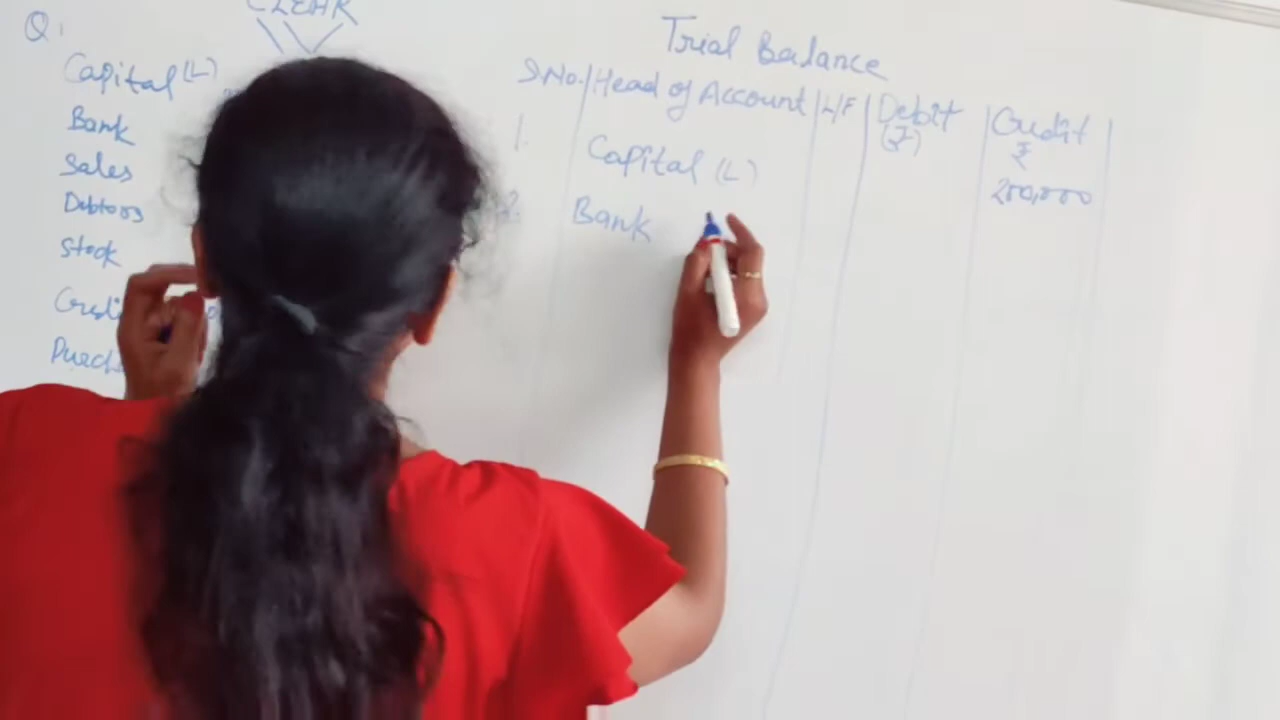 CLEAR
Q.
Capital (L)
Bank
Sales
Debtors
Stock
Trial Balance
S.No. Head of Account L/F Debit (₹) Credit ₹
1. Capital (L) 200,000
2. Bank